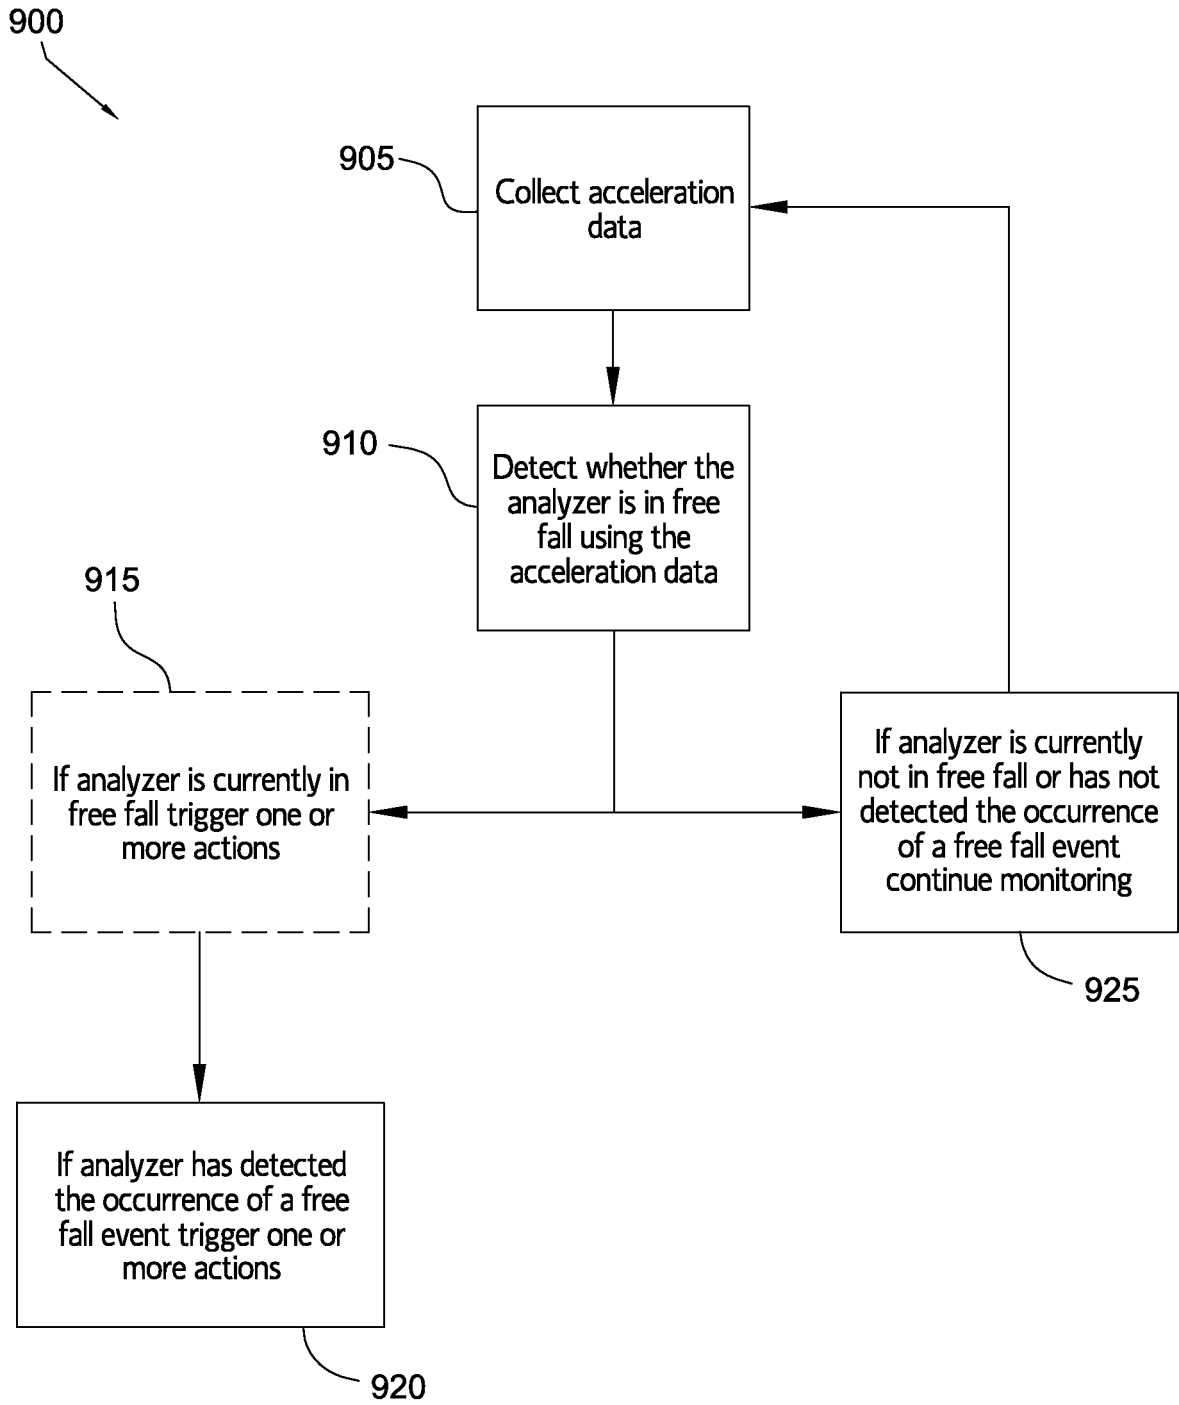 900
905
Collect acceleration
data
910
Detect whether the
analyzer is in free
fall using the
acceleration data
915
If analyzer is currently in
free fall trigger one or
more actions
If analyzer is currently
not in free fall or has not
detected the occurrence
of a free fall event
continue monitoring
925
If analyzer has detected
the occurrence of a free
fall event trigger one or
more actions
920